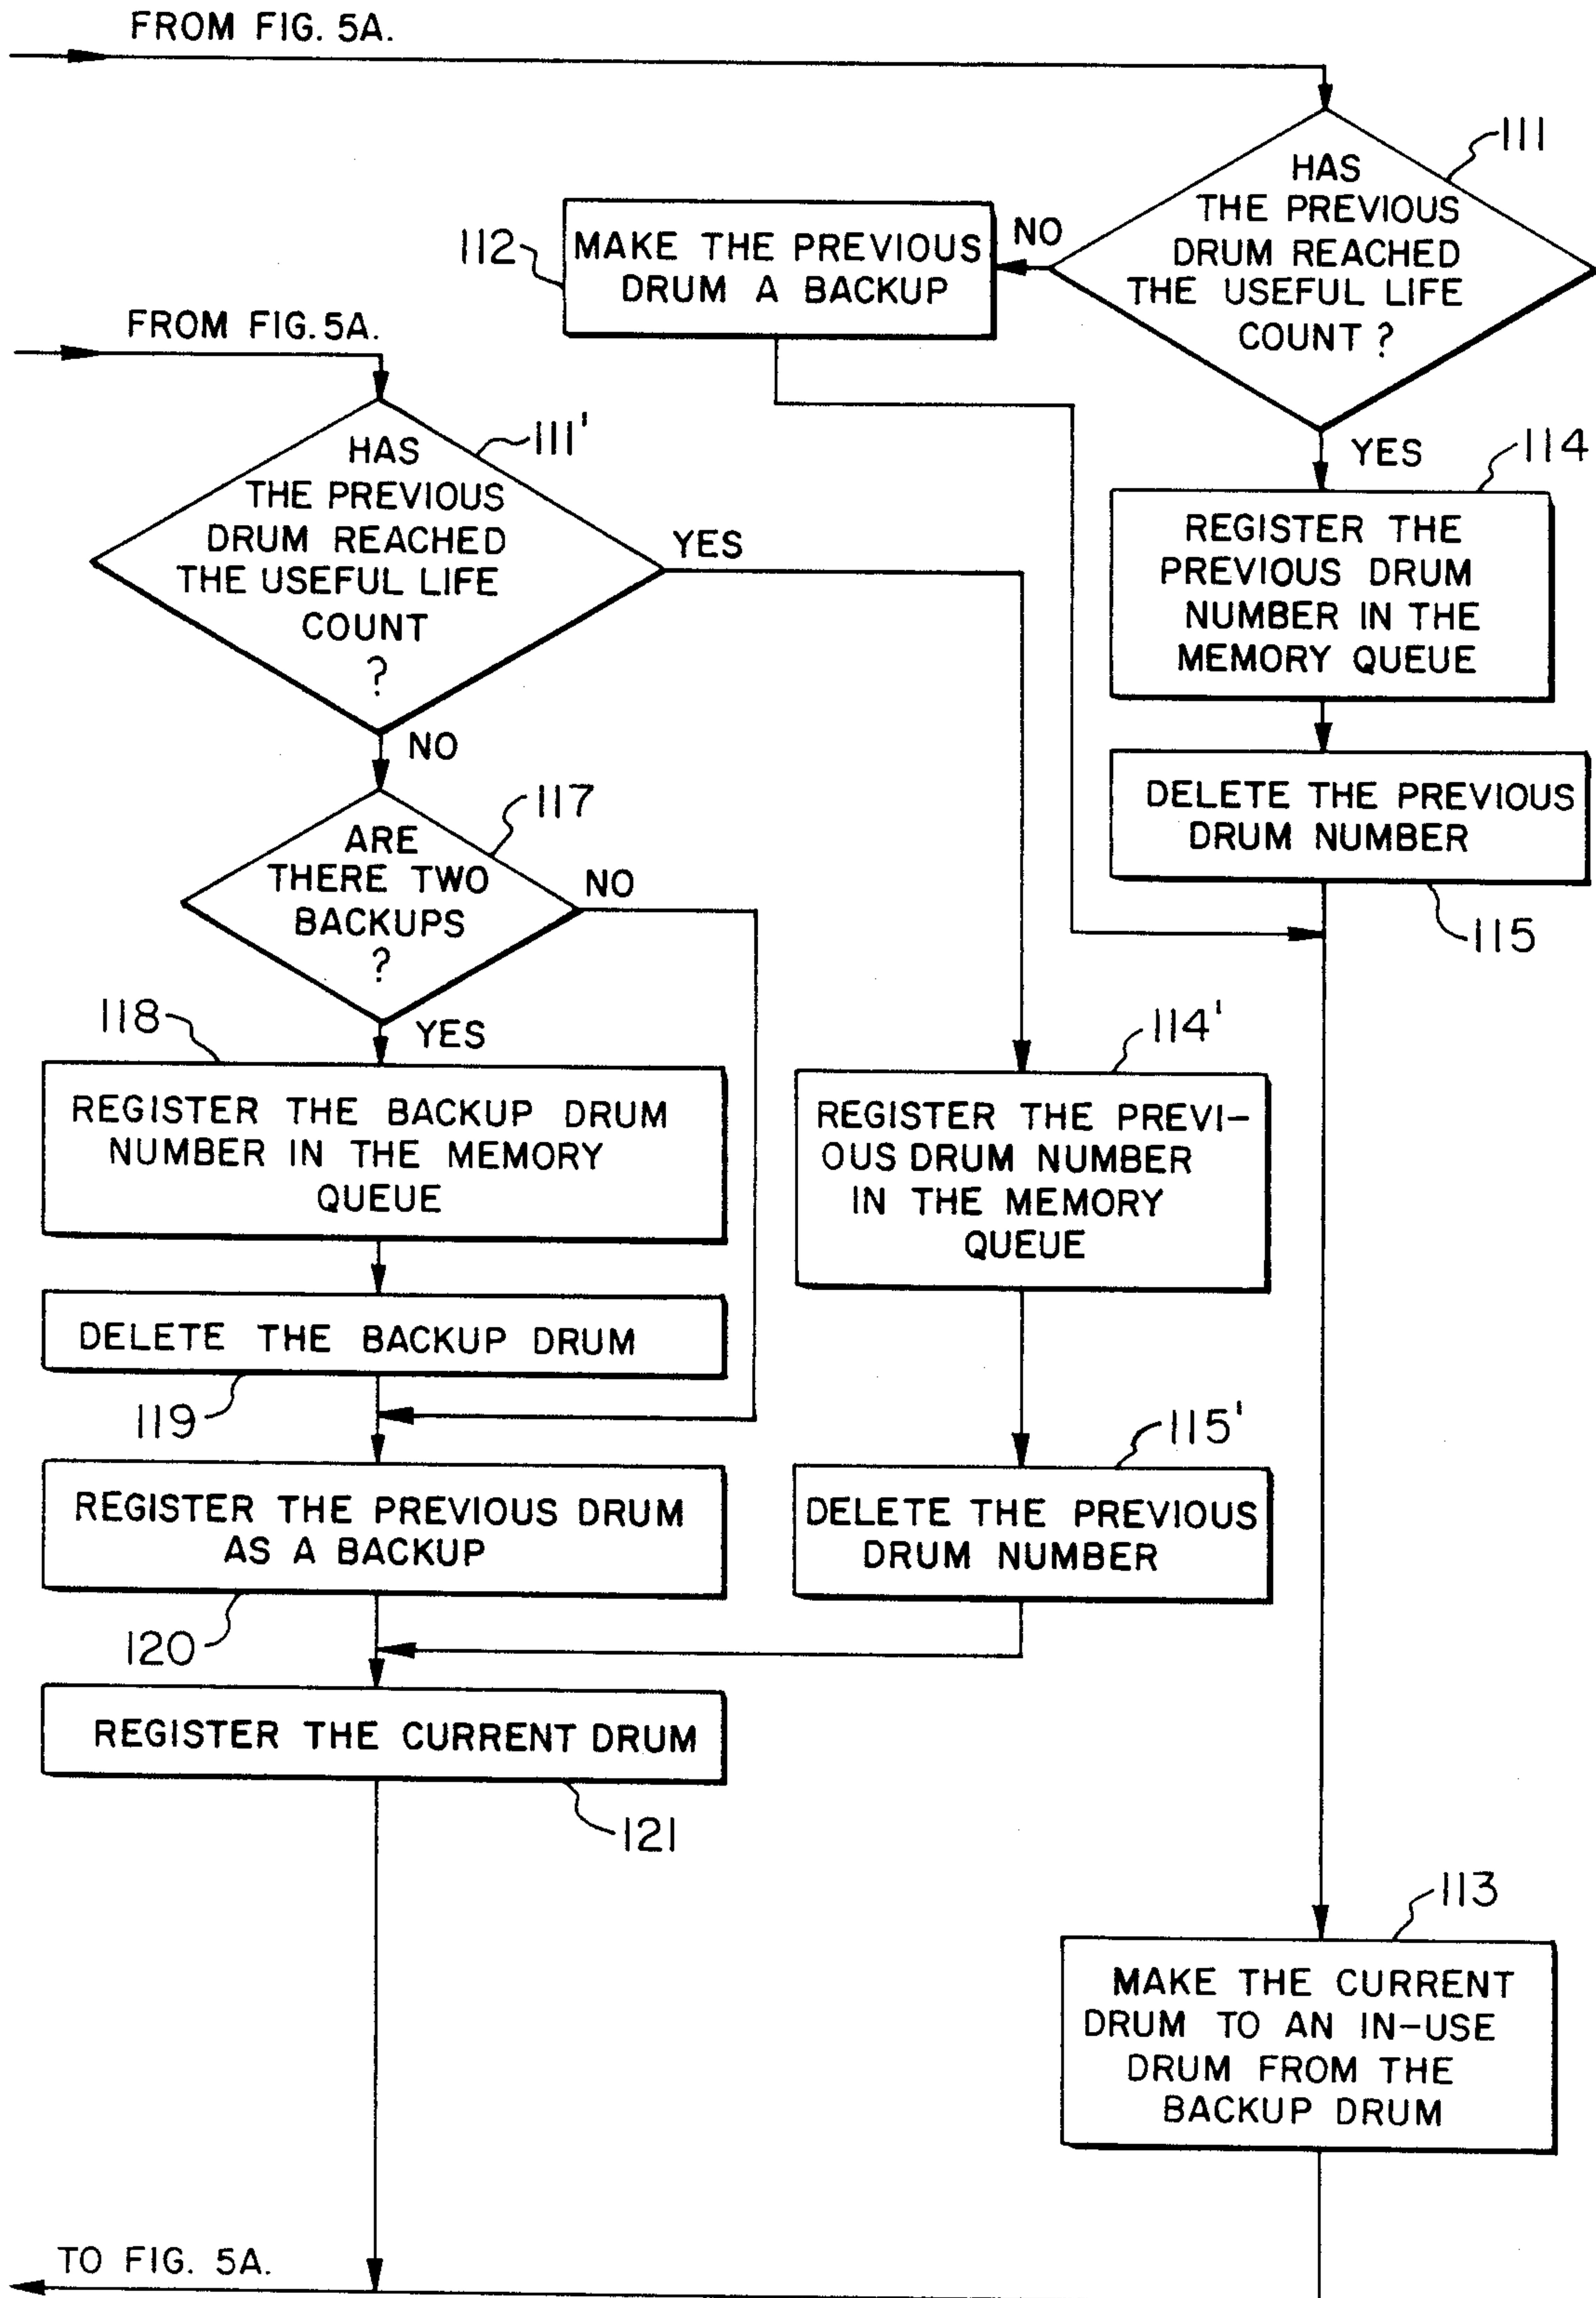 FROM FIG. 5A.
111
HAS
THE PREVIOUS
DRUM REACHED
THE USEFUL LIFE
COUNT ?
NO
112
MAKE THE PREVIOUS
DRUM A BACKUP
YES
114
REGISTER THE
PREVIOUS DRUM
NUMBER IN THE
MEMORY QUEUE
DELETE THE PREVIOUS
DRUM NUMBER
115
FROM FIG. 5A.
111'
HAS
THE PREVIOUS
DRUM REACHED
THE USEFUL LIFE
COUNT
?
YES
NO
117
ARE
THERE TWO
BACKUPS
?
NO
YES
118
REGISTER THE BACKUP DRUM
NUMBER IN THE MEMORY
QUEUE
DELETE THE BACKUP DRUM
119
REGISTER THE PREVIOUS DRUM
AS A BACKUP
120
114'
REGISTER THE PREVI-
OUS DRUM NUMBER
IN THE MEMORY
QUEUE
115'
DELETE THE PREVIOUS
DRUM NUMBER
REGISTER THE CURRENT DRUM
121
113
MAKE THE CURRENT
DRUM TO AN IN-USE
DRUM FROM THE
BACKUP DRUM
TO FIG. 5A.